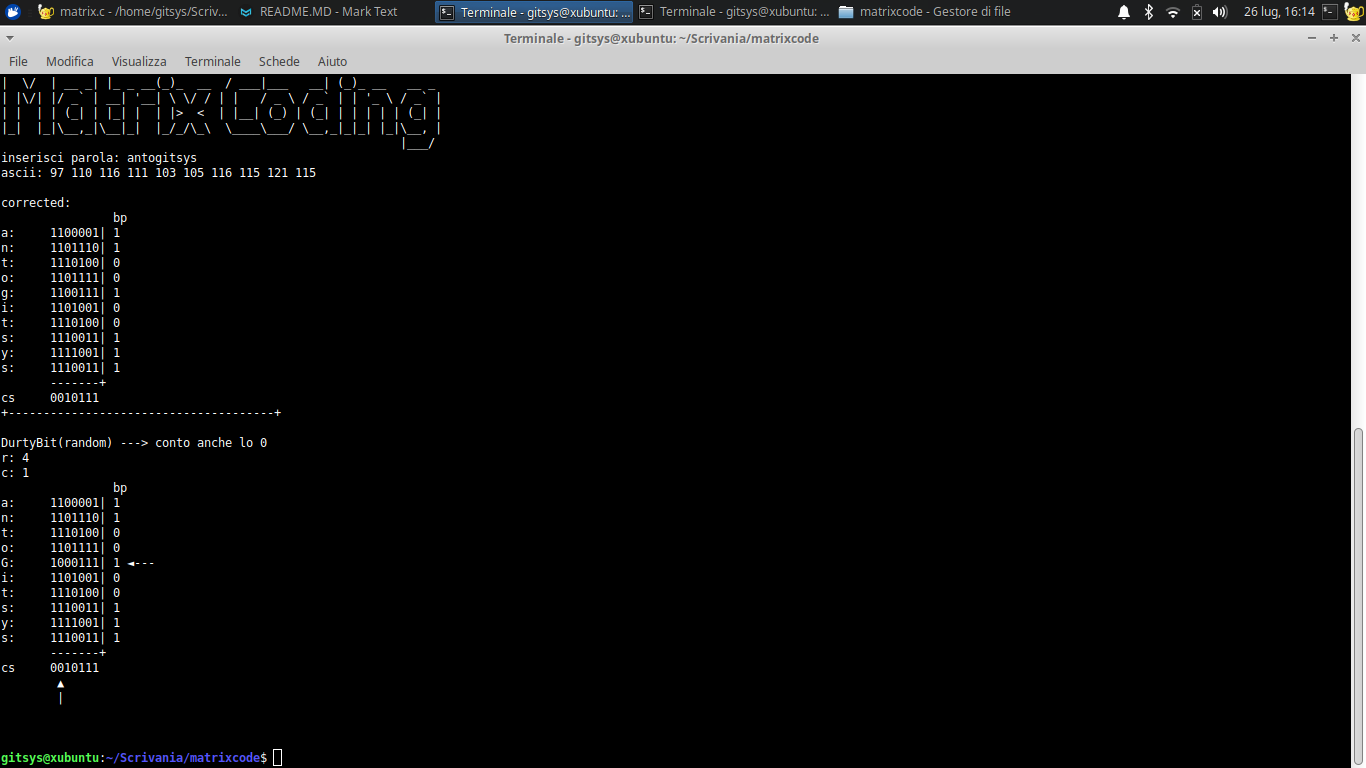 matrix.c - /home/gitsys/Scriv... README.MD - Mark Text Terminale - gitsys@xubuntu: ... Terminale - gitsys@xubuntu: ... matrixcode - Gestore di file 26 lug, 16:14
Terminale - gitsys@xubuntu: ~/Scrivania/matrixcode
File Modifica Visualizza Terminale Schede Aiuto
MatrixCoding
inserisci parola: antogitsys
ascii: 97 110 116 111 103 105 116 115 121 115
corrected:
bp
a: 1100001| 1
n: 1101110| 1
t: 1110100| 0
o: 1101111| 0
g: 1100111| 1
i: 1101001| 0
t: 1110100| 0
s: 1110011| 1
y: 1111001| 1
s: 1110011| 1
-------+
cs 0010111
+--------------------------------------+
DurtyBit(random) ---> conto anche lo 0
r: 4
c: 1
bp
a: 1100001| 1
n: 1101110| 1
t: 1110100| 0
o: 1101111| 0
G: 1000111| 1 ◄---
i: 1101001| 0
t: 1110100| 0
s: 1110011| 1
y: 1111001| 1
s: 1110011| 1
-------+
cs 0010111
▲
|
gitsys@xubuntu:~/Scrivania/matrixcode$